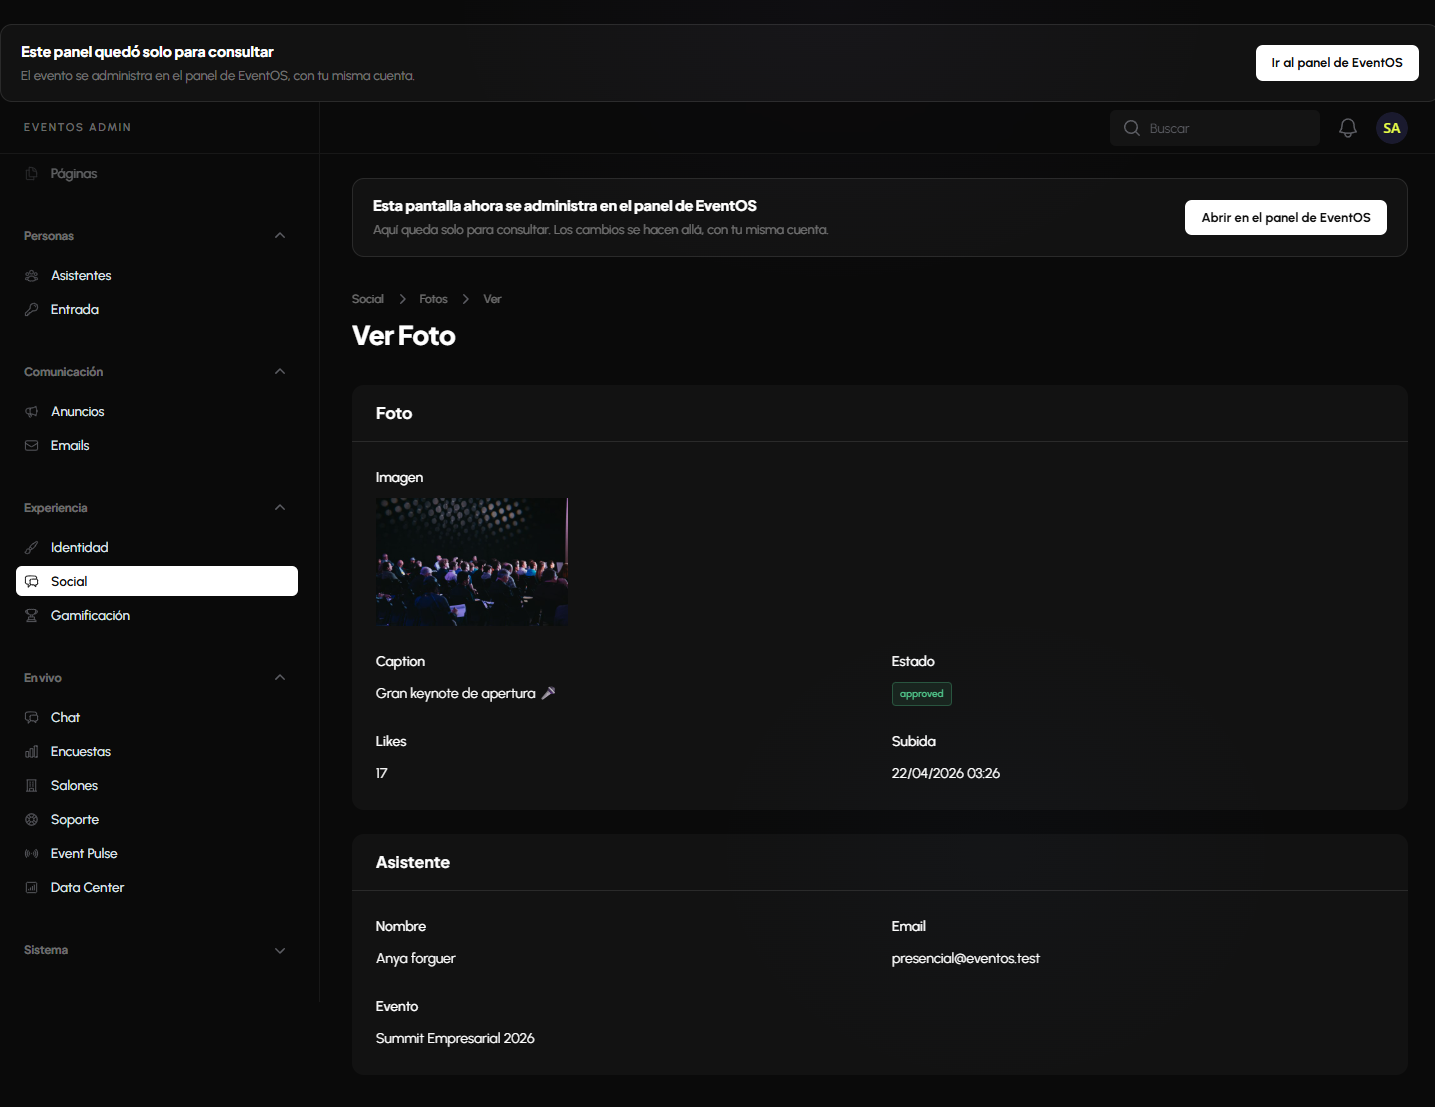 Este panel quedó solo para consultar
El evento se administra en el panel de EventOS, con tu misma cuenta.
Ir al panel de EventOS
EVENTOS ADMIN
Buscar
SA
Páginas
Personas
Asistentes
Entrada
Comunicación
Anuncios
Emails
Experiencia
Identidad
Social
Gamificación
En vivo
Chat
Encuestas
Salones
Soporte
Event Pulse
Data Center
Sistema
Esta pantalla ahora se administra en el panel de EventOS
Aquí queda solo para consultar. Los cambios se hacen allá, con tu misma cuenta.
Abrir en el panel de EventOS
Social > Fotos > Ver
Ver Foto
Foto
Imagen
Caption
Gran keynote de apertura 🎤
Estado
approved
Likes
17
Subida
22/04/2026 03:26
Asistente
Nombre
Anya forguer
Email
presencial@eventos.test
Evento
Summit Empresarial 2026